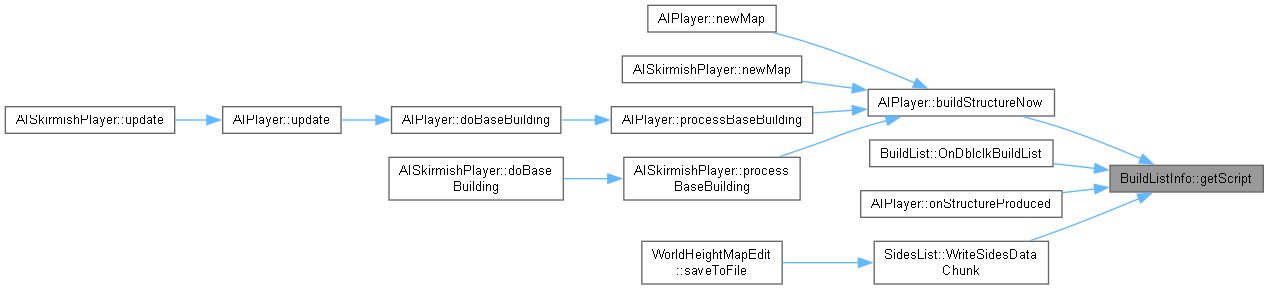 AIPlayer::newMap
AISkirmishPlayer::newMap
AIPlayer::buildStructureNow
AISkirmishPlayer::update
AIPlayer::update
AIPlayer::doBaseBuilding
AIPlayer::processBaseBuilding
BuildList::OnDblclkBuildList
AISkirmishPlayer::doBase
Building
AISkirmishPlayer::process
BaseBuilding
BuildListInfo::getScript
AIPlayer::onStructureProduced
WorldHeightMapEdit
::saveToFile
SidesList::WriteSidesData
Chunk